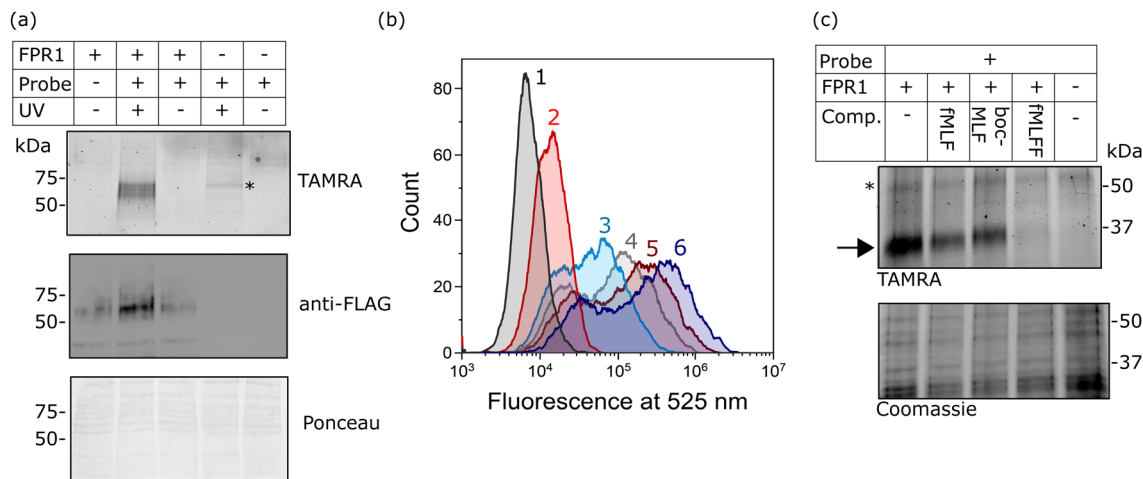 (a)
FPR1 + + + - -
Probe - + + + +
UV - + - + -
kDa
75-
50-
*
TAMRA
75-
50-
anti-FLAG
75-
50-
Ponceau
(b)
Count
80
60
40
20
0
1
2
3
4
5
6
10³ 10⁴ 10⁵ 10⁶ 10⁷
Fluorescence at 525 nm
(c)
Probe +
FPR1 + + + + -
Comp. - fMLF boc-MLF fMLFF -
kDa
*
-50
-37
TAMRA
-50
-37
Coomassie